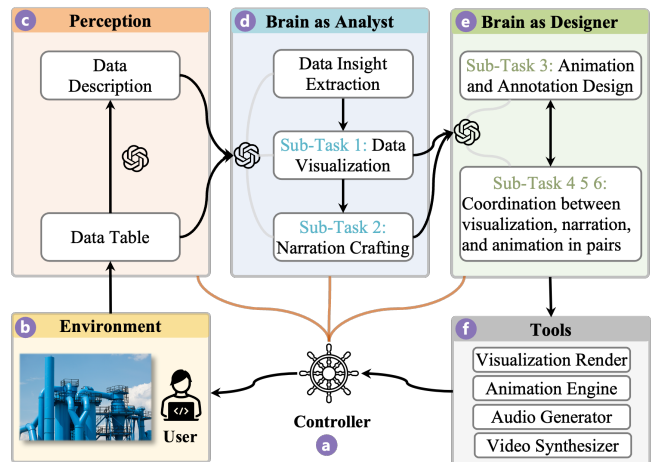 c Perception
Data
Description
Data Table
d Brain as Analyst
Data Insight
Extraction
Sub-Task 1: Data
Visualization
Sub-Task 2:
Narration Crafting
e Brain as Designer
Sub-Task 3: Animation
and Annotation Design
Sub-Task 4 5 6:
Coordination between
visualization, narration,
and animation in pairs
b Environment
User
Controller
a
f Tools
Visualization Render
Animation Engine
Audio Generator
Video Synthesizer